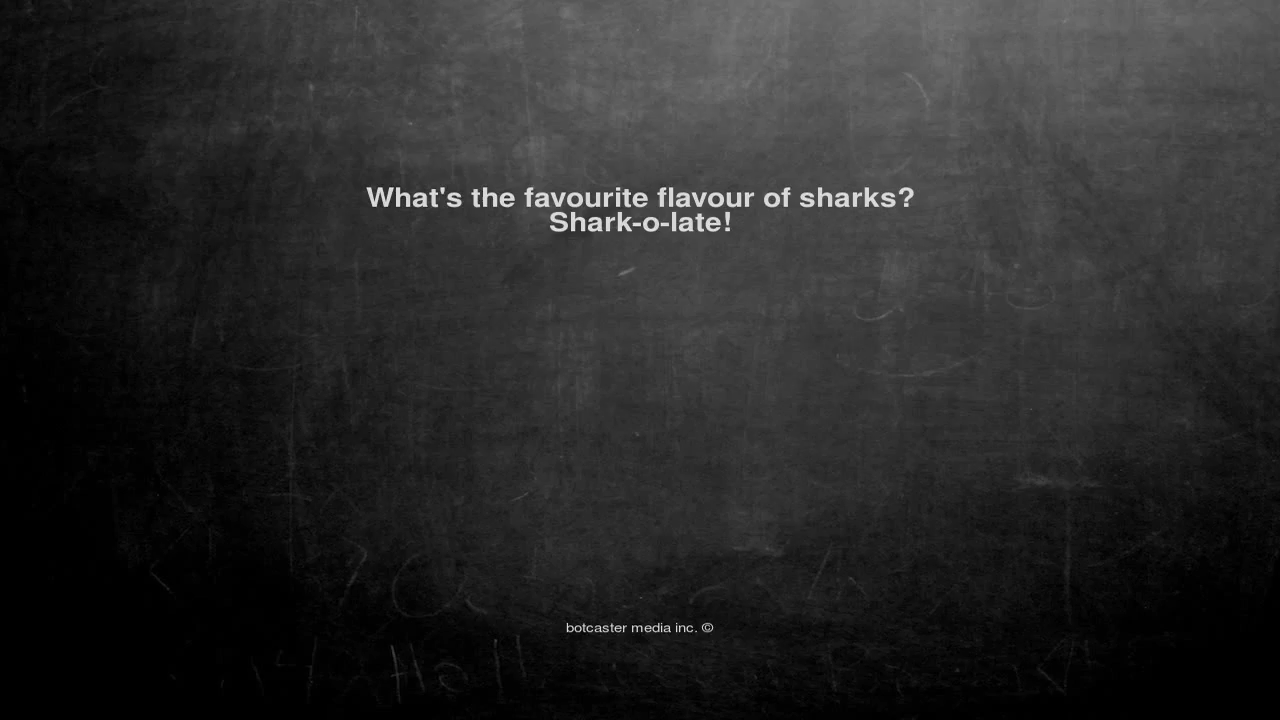 What's the favourite flavour of sharks?
Shark-o-late!
botcaster media inc. ©